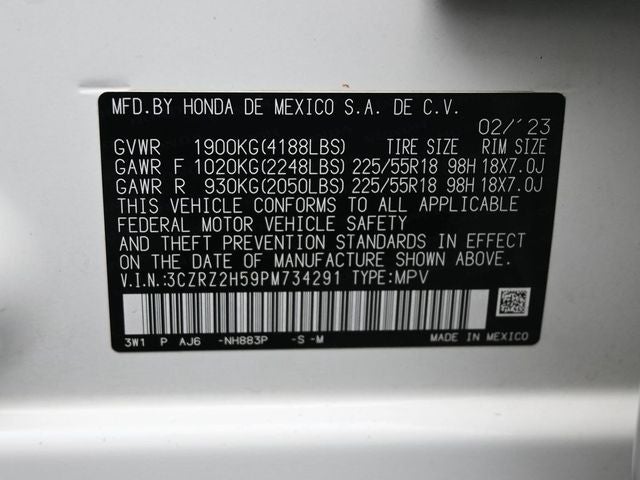 MFD.BY HONDA DE MEXICO S.A. DE C.V.
02/'23
GVWR 1900KG(4188LBS) TIRE SIZE RIM SIZE
GAWR F 1020KG(2248LBS) 225/55R18 98H 18X7.0J
GAWR R 930KG(2050LBS) 225/55R18 98H 18X7.0J
THIS VEHICLE CONFORMS TO ALL APPLICABLE
FEDERAL MOTOR VEHICLE SAFETY
AND THEFT PREVENTION STANDARDS IN EFFECT
ON THE DATE OF MANUFACTURE SHOWN ABOVE.
V.I.N.:3CZRZ2H59PM734291 TYPE:MPV
3W1 P AJ6 -NH883P -S -M MADE IN MEXICO